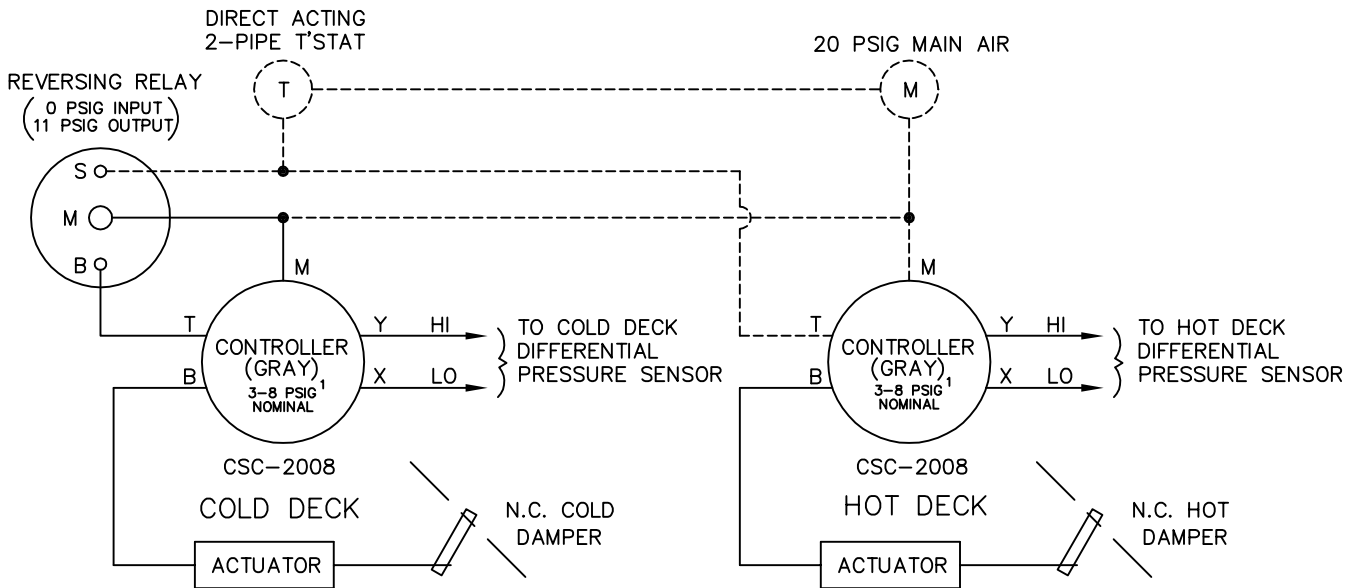 DIRECT ACTING
2-PIPE T'STAT
20 PSIG MAIN AIR
REVERSING RELAY
(0 PSIG INPUT
11 PSIG OUTPUT)
T
M
S
M
B
M
M
T
CONTROLLER
(GRAY)
3-8 PSIG¹
NOMINAL
B
Y
HI
X
LO
TO COLD DECK
DIFFERENTIAL
PRESSURE SENSOR
T
CONTROLLER
(GRAY)
3-8 PSIG¹
NOMINAL
B
Y
HI
X
LO
TO HOT DECK
DIFFERENTIAL
PRESSURE SENSOR
CSC-2008
COLD DECK
N.C. COLD
DAMPER
ACTUATOR
CSC-2008
HOT DECK
N.C. HOT
DAMPER
ACTUATOR